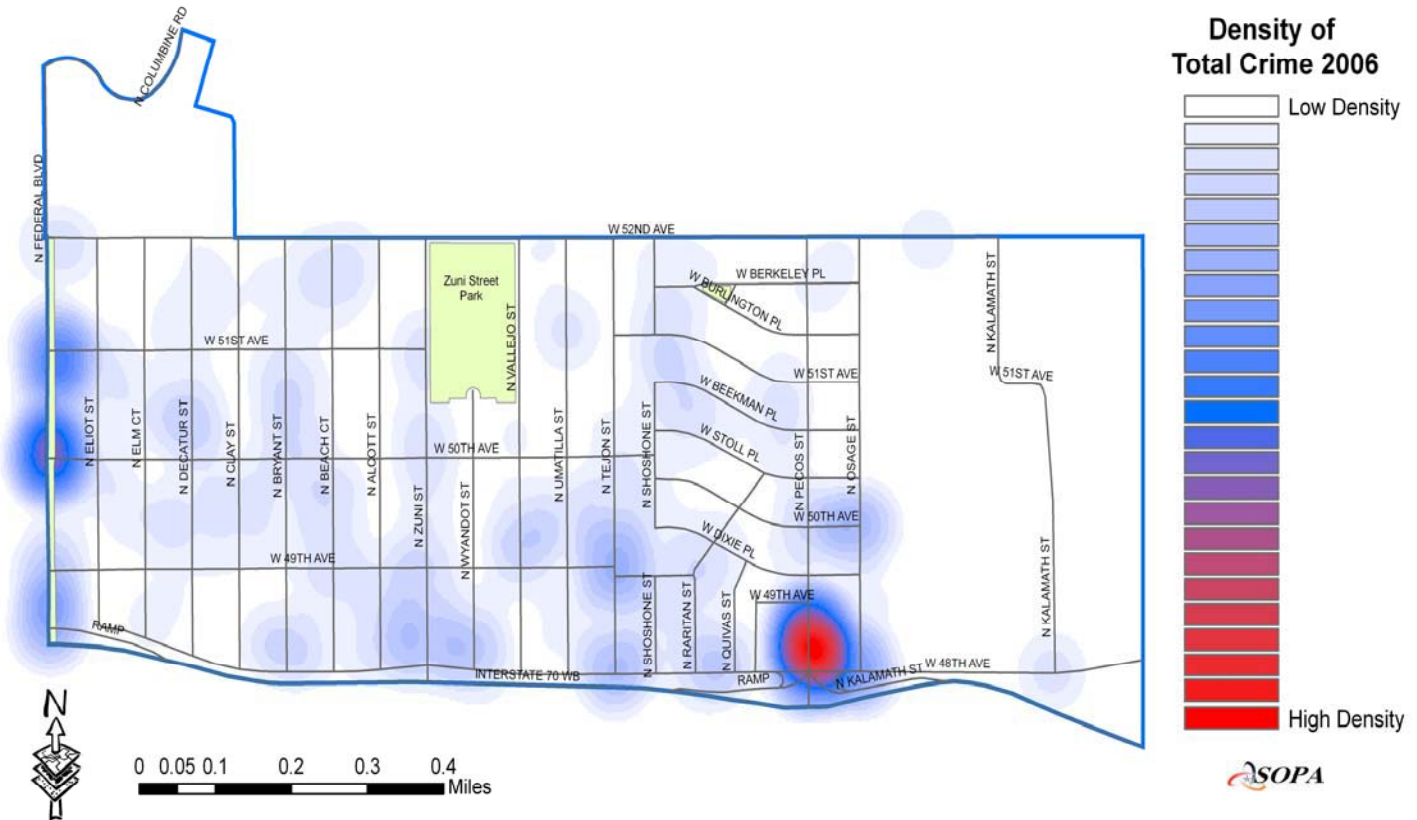 Density of
Total Crime 2006
Low Density
High Density
N COLUMBINE RD
N FEDERAL BLVD
W 52ND AVE
Zuni Street
Park
N VALLEJO ST
W BERKELEY PL
W BURLINGTON PL
N KALAMATH ST
W 51ST AVE
W 51ST AVE
W 51ST AVE
W BEEKMAN PL
W STOLL PL
N ELIOT ST
N ELM CT
N DECATUR ST
N CLAY ST
N BRYANT ST
N BEACH CT
N ALCOTT ST
W 50TH AVE
N ZUNI ST
N WYANDOT ST
N UMATILLA ST
N TEJON ST
N SHOSHONE ST
N PECOS ST
N OSAGE ST
W 50TH AVE
W DIXIE PL
W 49TH AVE
W 49TH AVE
N SHOSHONE ST
N RARITAN ST
N QUIVAS ST
N KALAMATH ST
RAMP
INTERSTATE 70 WB
RAMP
N KALAMATH ST
W 48TH AVE
N
0 0.05 0.1 0.2 0.3 0.4
Miles
SOPA